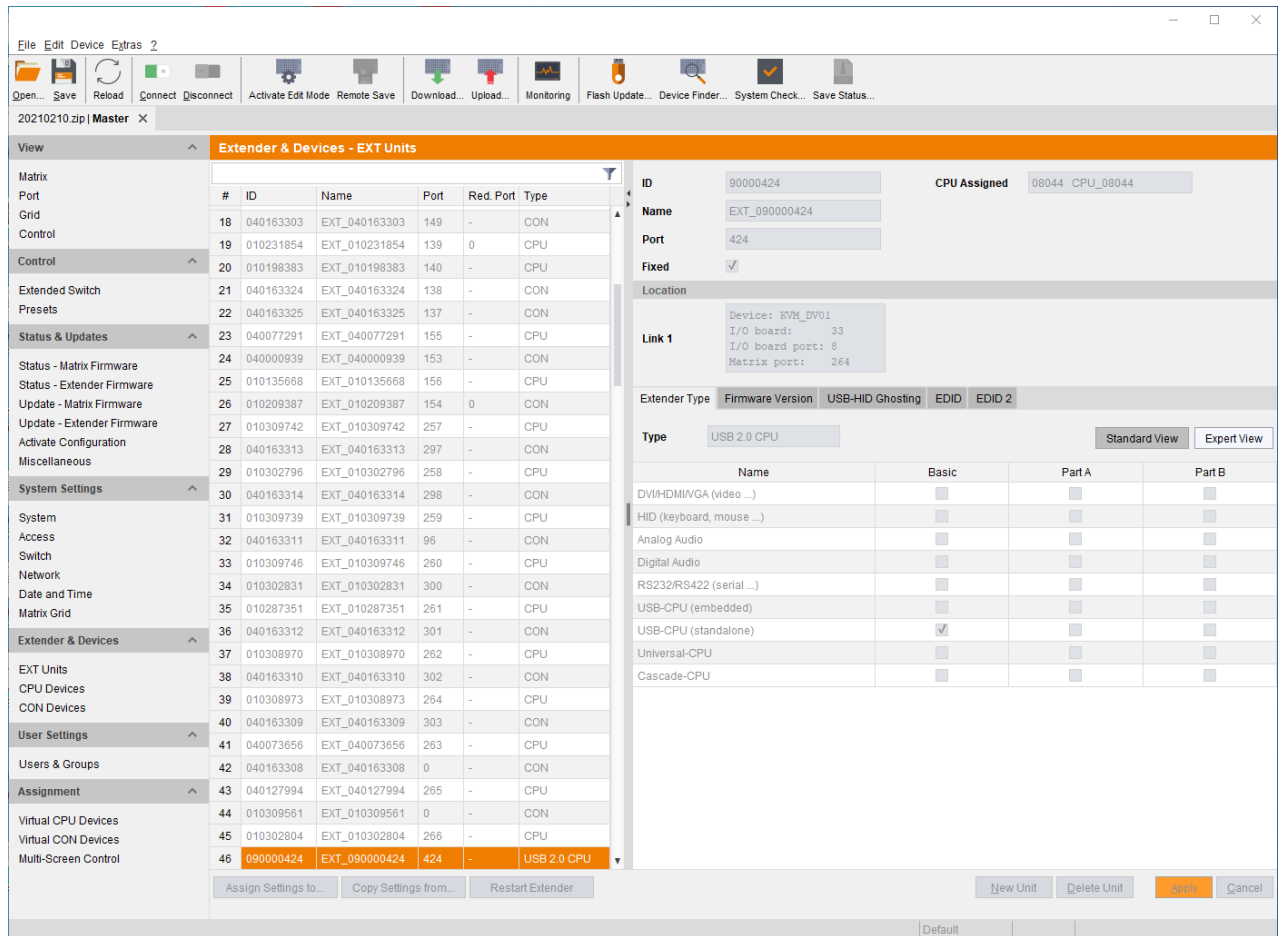 File Edit Device Extras ?
Open... Save Reload Connect Disconnect Activate Edit Mode Remote Save Download... Upload... Monitoring Flash Update... Device Finder... System Check... Save Status...
20210210.zip | Master
View
Matrix
Port
Grid
Control
Control
Extended Switch
Presets
Status & Updates
Status - Matrix Firmware
Status - Extender Firmware
Update - Matrix Firmware
Update - Extender Firmware
Activate Configuration
Miscellaneous
System Settings
System
Access
Switch
Network
Date and Time
Matrix Grid
Extender & Devices
EXT Units
CPU Devices
CON Devices
User Settings
Users & Groups
Assignment
Virtual CPU Devices
Virtual CON Devices
Multi-Screen Control
Extender & Devices - EXT Units
# ID Name Port Red. Port Type
18 040163303 EXT_040163303 149 - CON
19 010231854 EXT_010231854 139 0 CPU
20 010198383 EXT_010198383 140 - CPU
21 040163324 EXT_040163324 138 - CON
22 040163325 EXT_040163325 137 - CON
23 040077291 EXT_040077291 155 - CPU
24 040000939 EXT_040000939 153 - CON
25 010135668 EXT_010135668 156 - CPU
26 010209387 EXT_010209387 154 0 CON
27 010309742 EXT_010309742 257 - CPU
28 040163313 EXT_040163313 297 - CON
29 010302796 EXT_010302796 258 - CPU
30 040163314 EXT_040163314 298 - CON
31 010309739 EXT_010309739 259 - CPU
32 040163311 EXT_040163311 96 - CON
33 010309746 EXT_010309746 260 - CPU
34 010302831 EXT_010302831 300 - CON
35 010287351 EXT_010287351 261 - CPU
36 040163312 EXT_040163312 301 - CON
37 010308970 EXT_010308970 262 - CPU
38 040163310 EXT_040163310 302 - CON
39 010308973 EXT_010308973 264 - CPU
40 040163309 EXT_040163309 303 - CON
41 040073656 EXT_040073656 263 - CPU
42 040163308 EXT_040163308 0 - CON
43 040127994 EXT_040127994 265 - CPU
44 010309561 EXT_010309561 0 - CON
45 010302804 EXT_010302804 266 - CPU
46 090000424 EXT_090000424 424 - USB 2.0 CPU
Assign Settings to... Copy Settings from... Restart Extender
ID 90000424 CPU Assigned 08044 CPU_08044
Name EXT_090000424
Port 424
Fixed
Location
Link 1
Device: KVM_DV01
I/O board: 33
I/O board port: 8
Matrix port: 264
Extender Type Firmware Version USB-HID Ghosting EDID EDID 2
Type USB 2.0 CPU Standard View Expert View
Name Basic Part A Part B
DVI/HDMI/VGA (video ...)
HID (keyboard, mouse ...)
Analog Audio
Digital Audio
RS232/RS422 (serial ...)
USB-CPU (embedded)
USB-CPU (standalone)
Universal-CPU
Cascade-CPU
New Unit Delete Unit Apply Cancel
Default